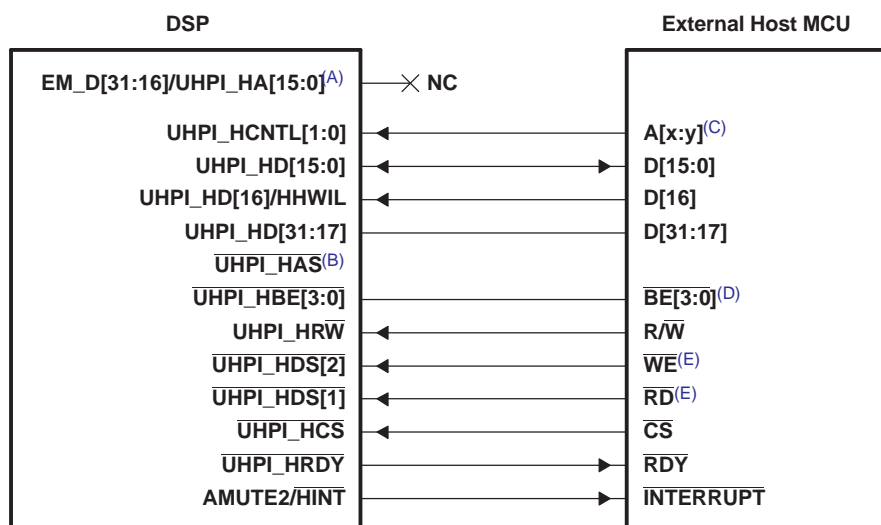 DSP External Host MCU
EM_D[31:16]/UHPI_HA[15:0](A) NC
UHPI_HCNTL[1:0] A[x:y](C)
UHPI_HD[15:0] D[15:0]
UHPI_HD[16]/HHWIL D[16]
UHPI_HD[31:17] D[31:17]
UHPI_HAS(B)
UHPI_HBE[3:0] BE[3:0](D)
UHPI_HRW R/W
UHPI_HDS[2] WE(E)
UHPI_HDS[1] RD(E)
UHPI_HCS CS
UHPI_HRDY RDY
AMUTE2/HINT INTERRUPT